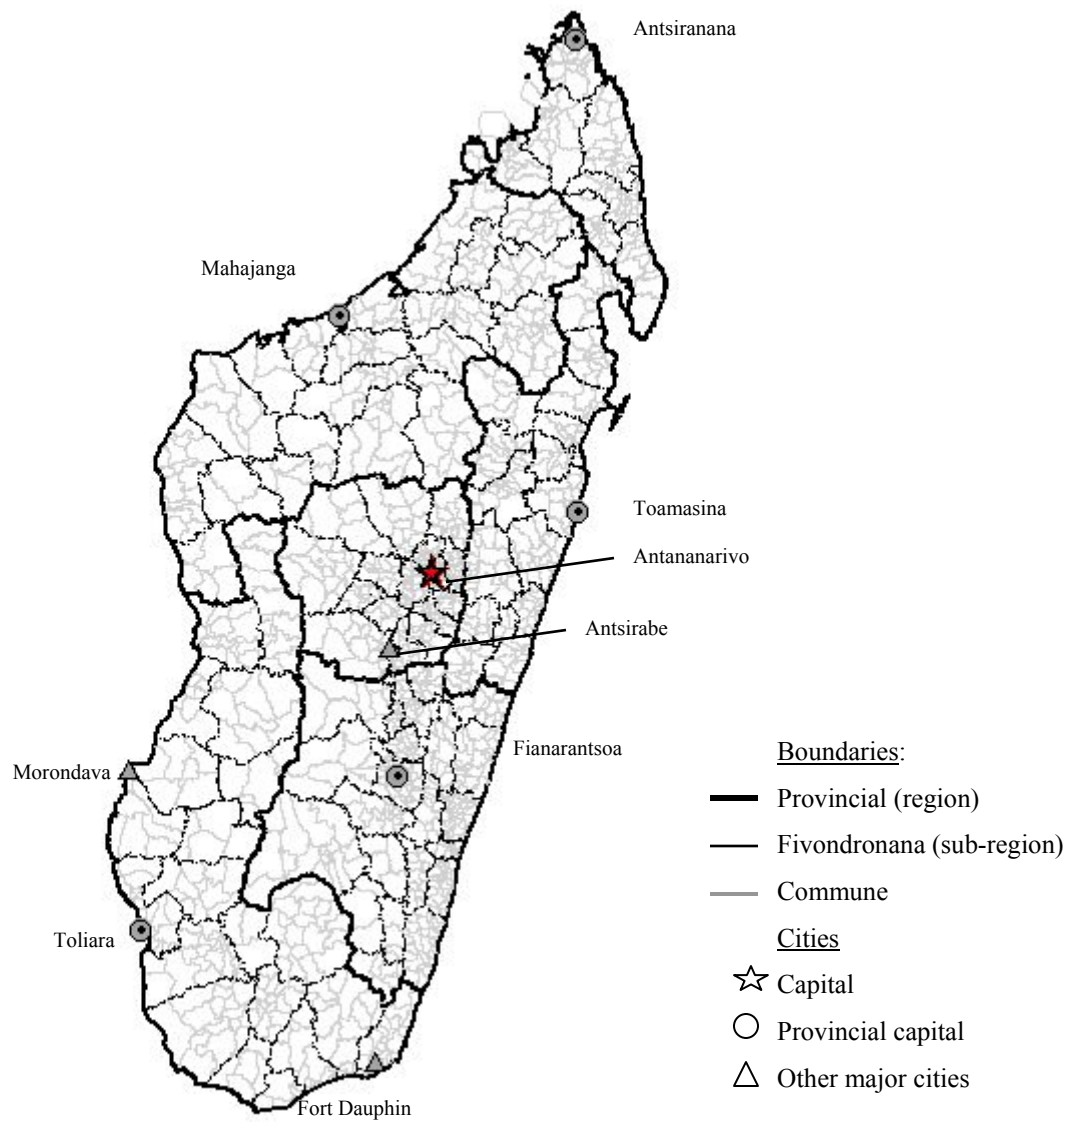 Antsiranana
Mahajanga
Toamasina
Antananarivo
Antsirabe
Fianarantsoa
Morondava
Toliara
Fort Dauphin
Boundaries:
Provincial (region)
Fivondronana (sub-region)
Commune
Cities
Capital
Provincial capital
Other major cities